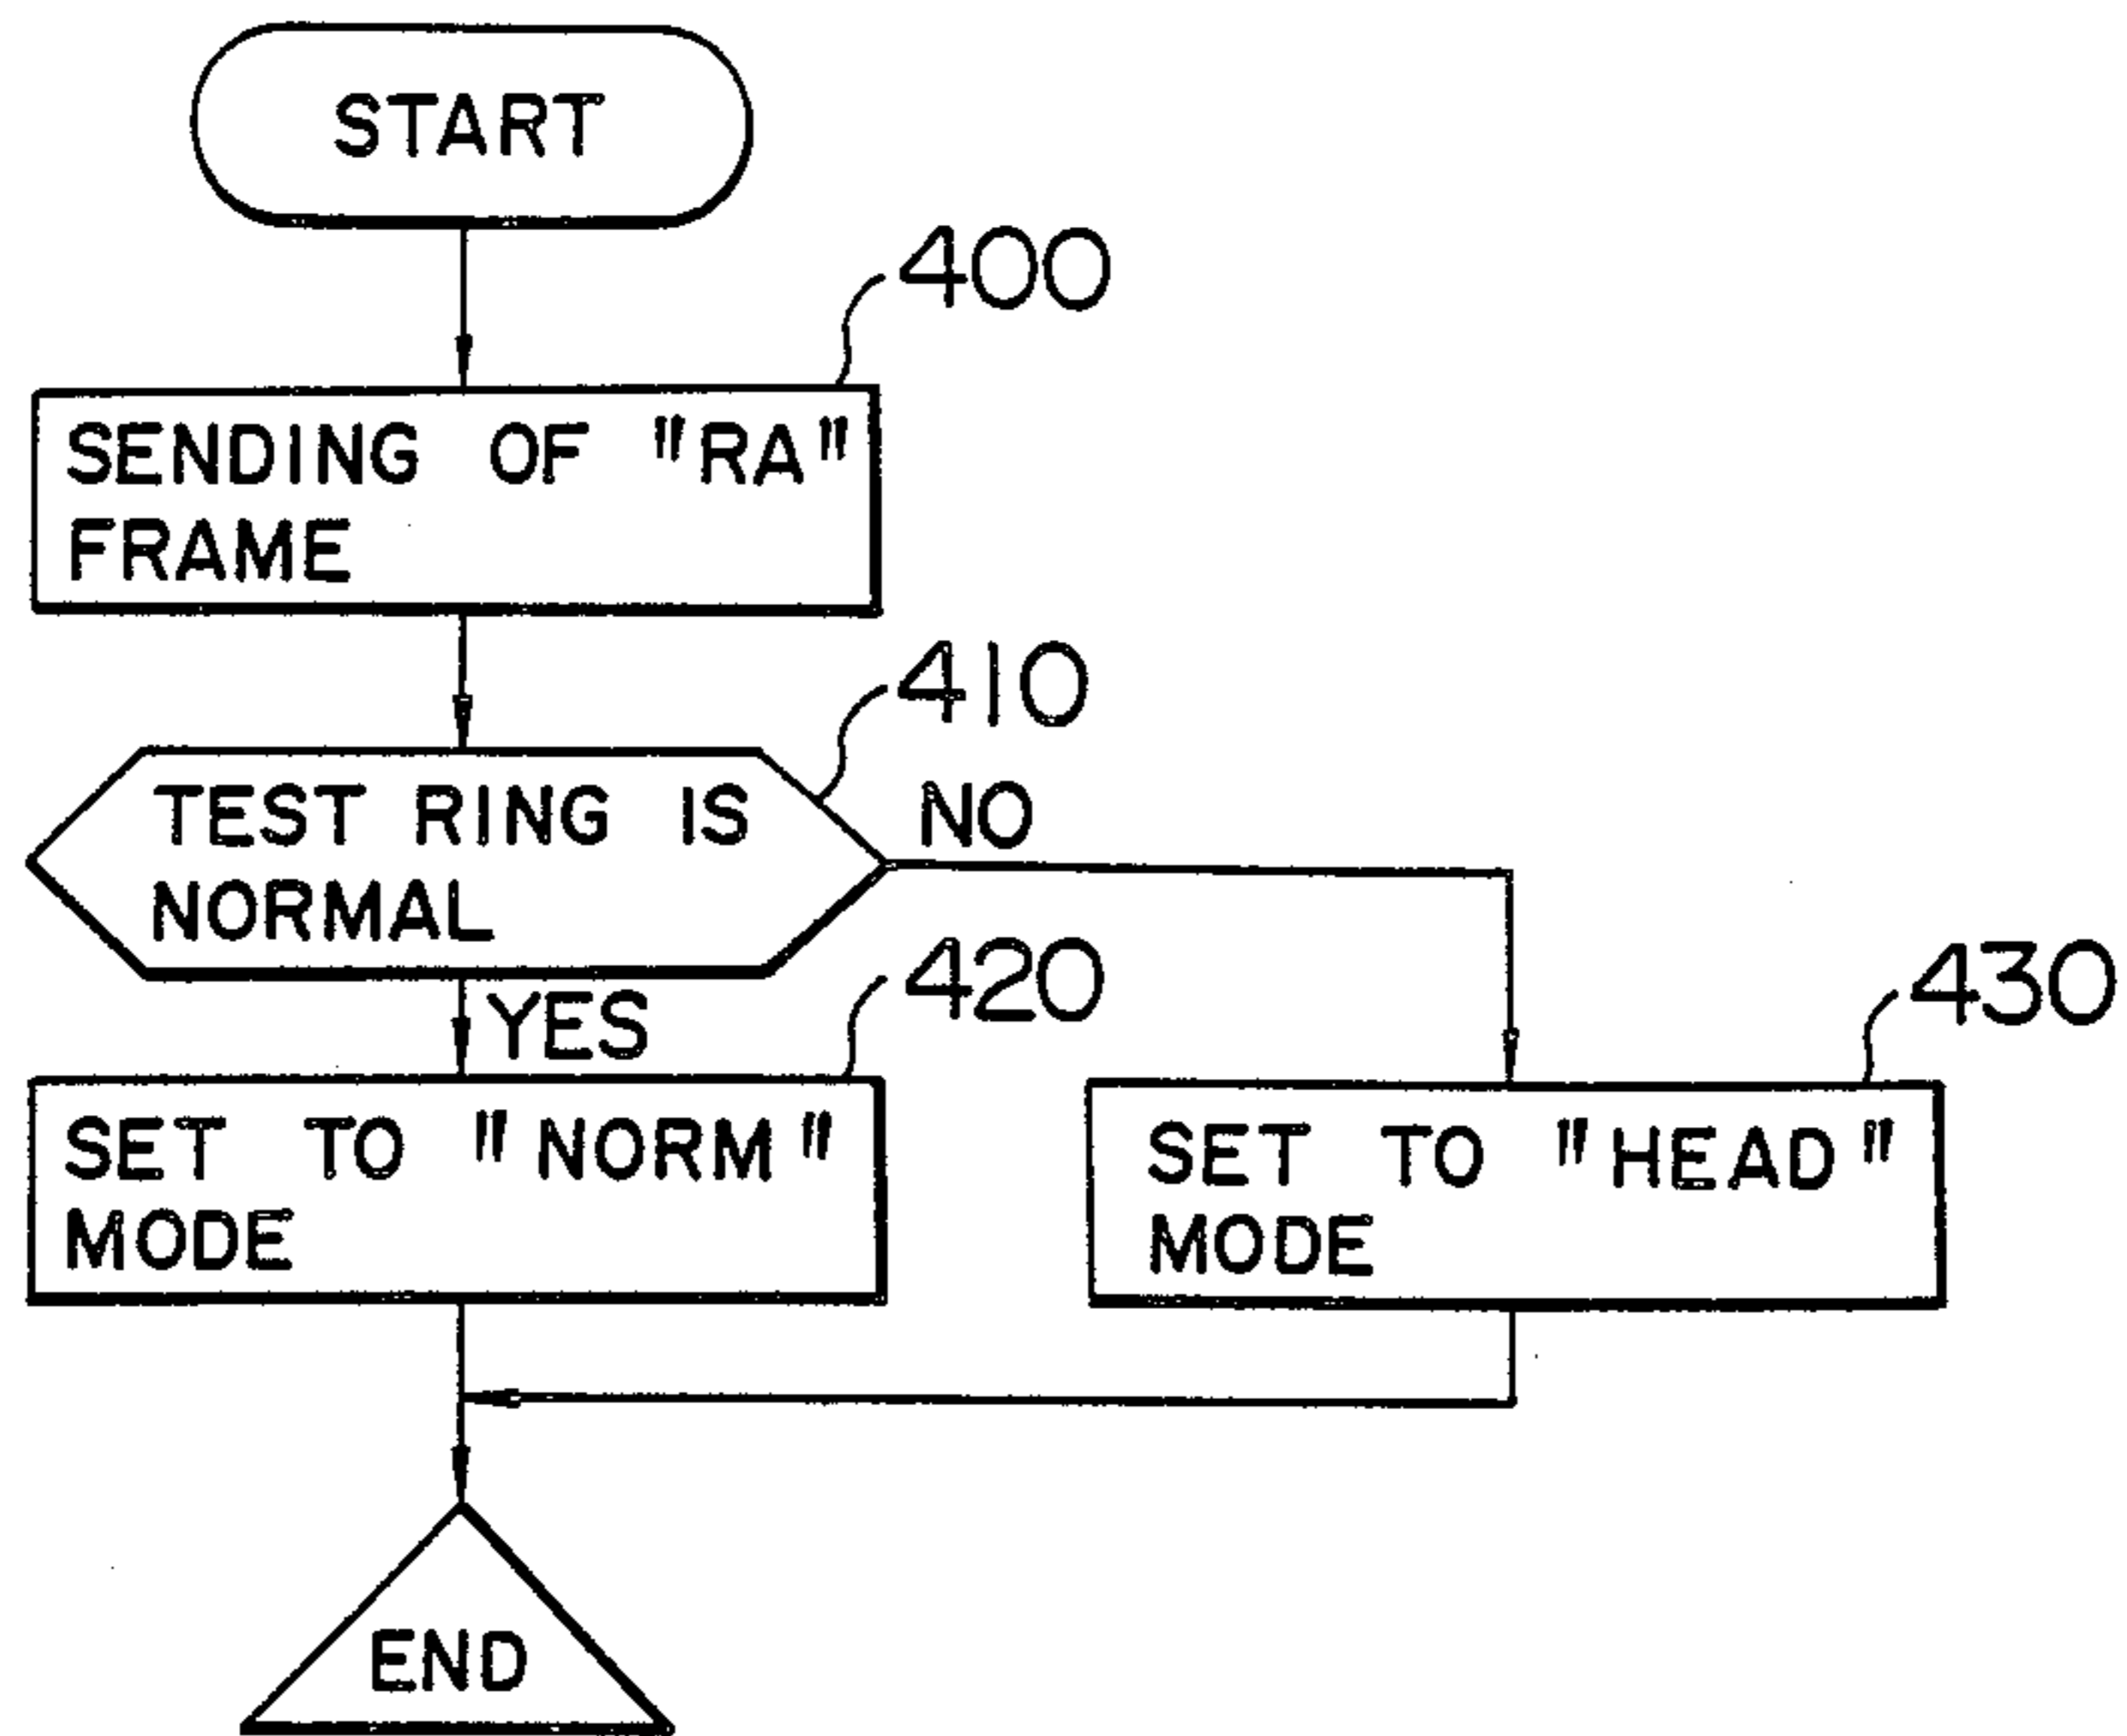 START
400
SENDING OF "RA"
FRAME
410
TEST RING IS
NORMAL
NO
YES
420
SET TO "NORM"
MODE
430
SET TO "HEAD"
MODE
END